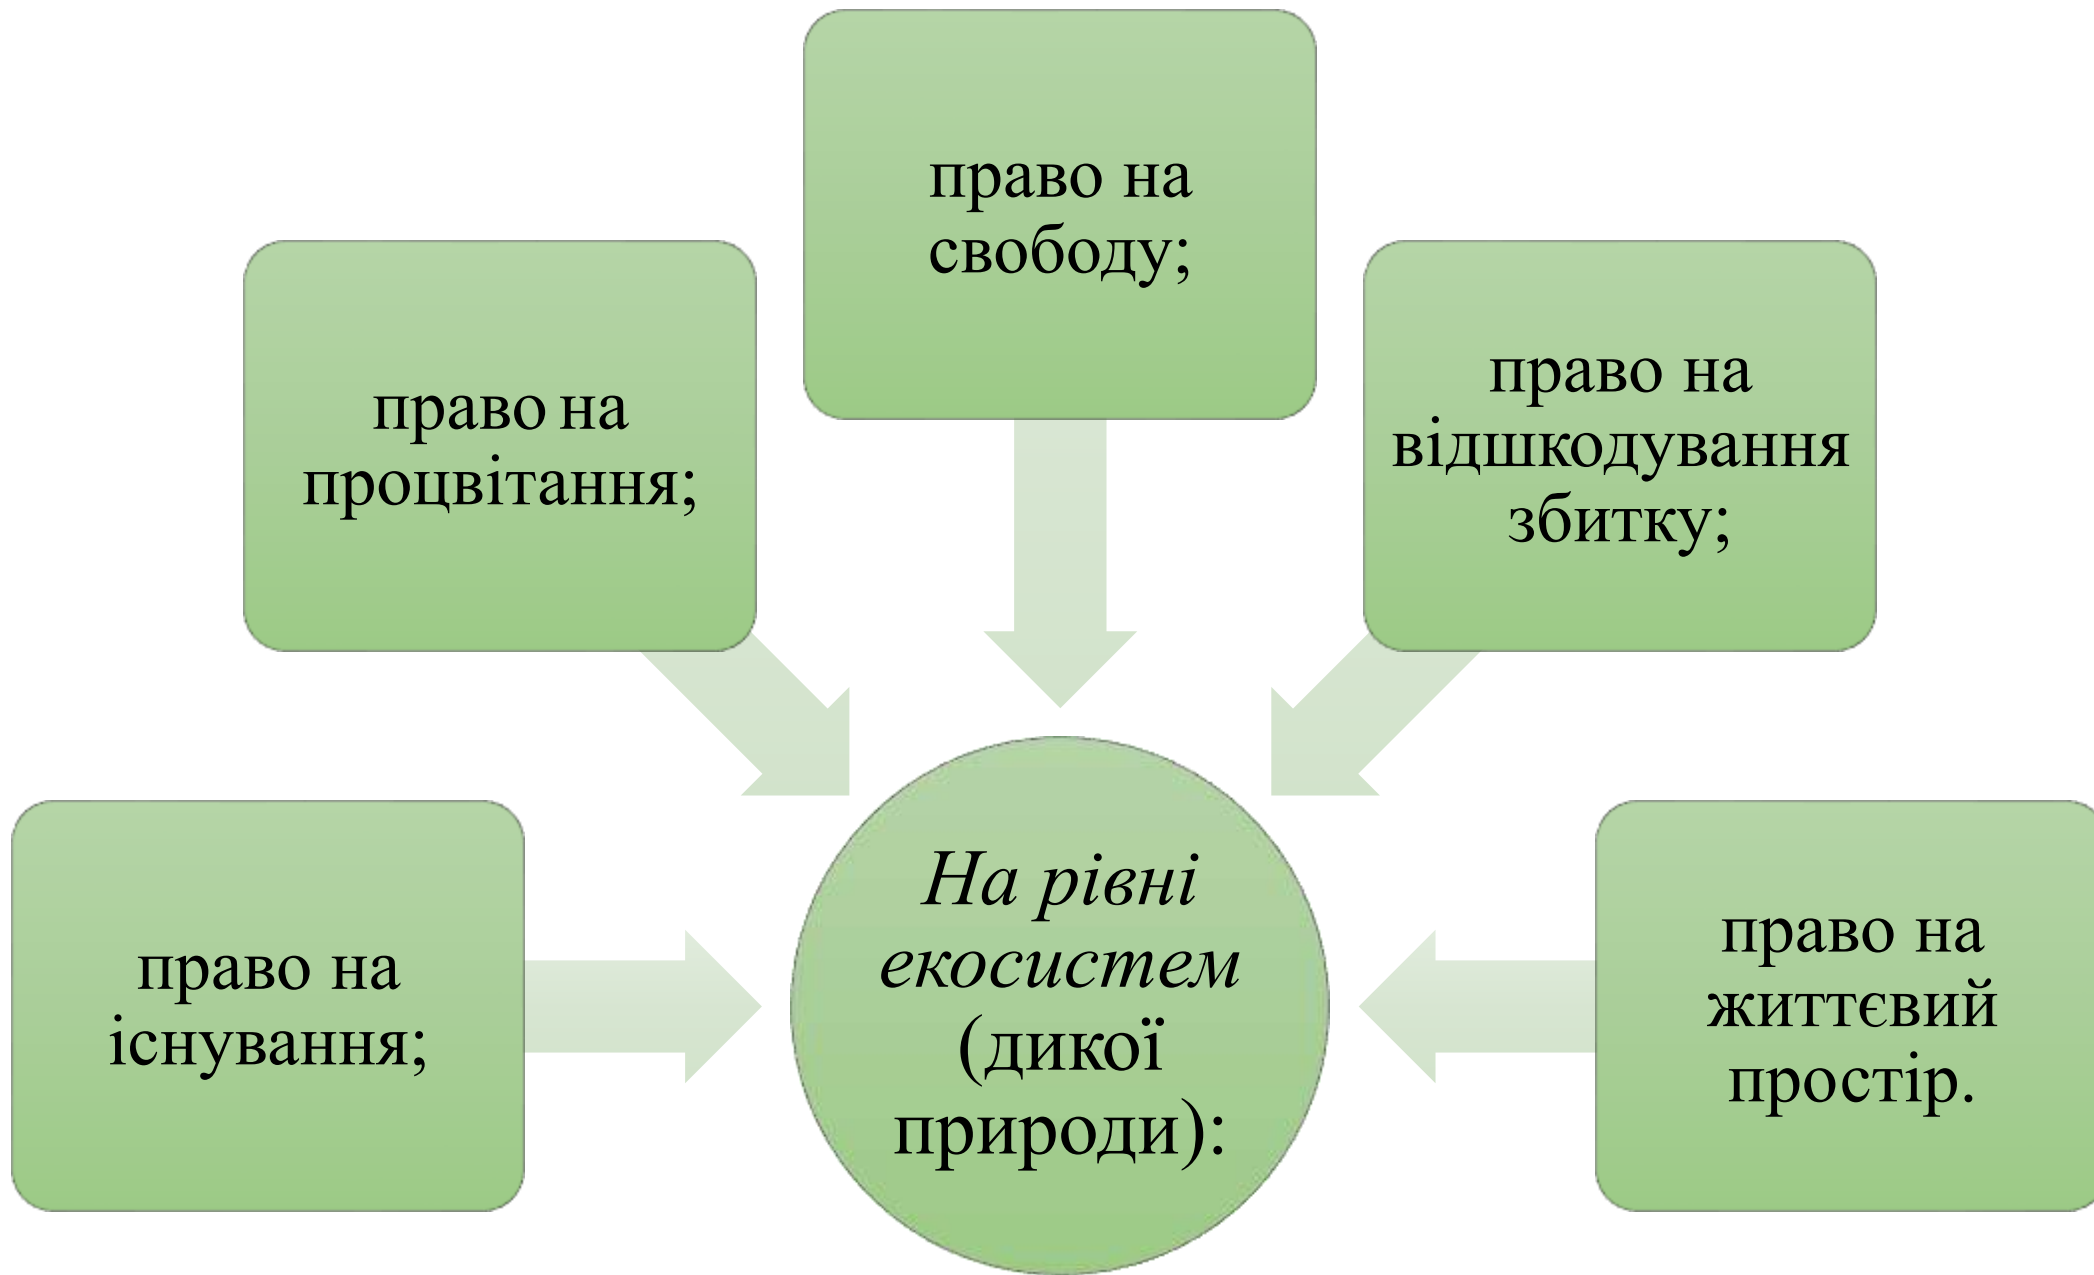 право на
існування;
право на
процвітання;
право на
свободу;
право на
відшкодування
збитку;
право на
життєвий
простір.
На рівні
екосистем
(дикої
природи):